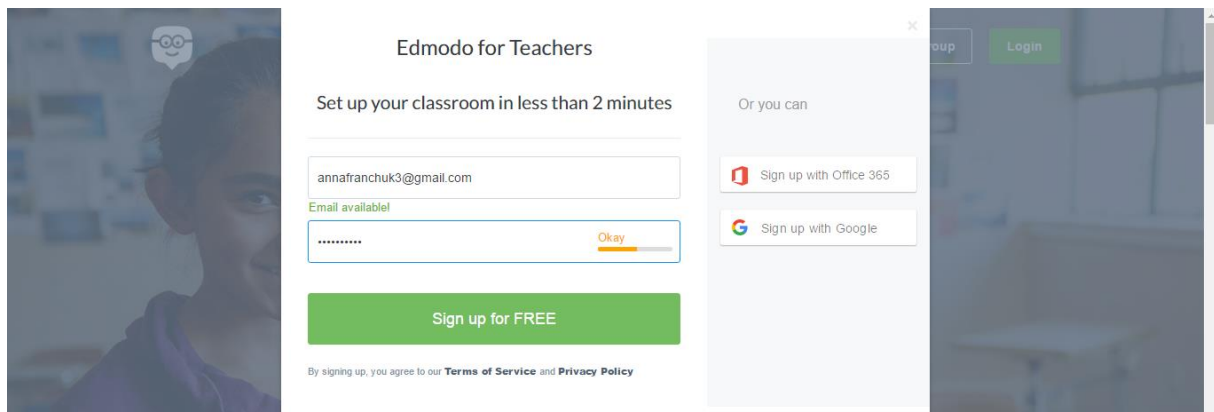 Edmodo for Teachers
Set up your classroom in less than 2 minutes
annafranchuk3@gmail.com
Email available!
••••••••••
Okay
Sign up for FREE
By signing up, you agree to our Terms of Service and Privacy Policy
×
Or you can
Sign up with Office 365
Sign up with Google
oup
Login